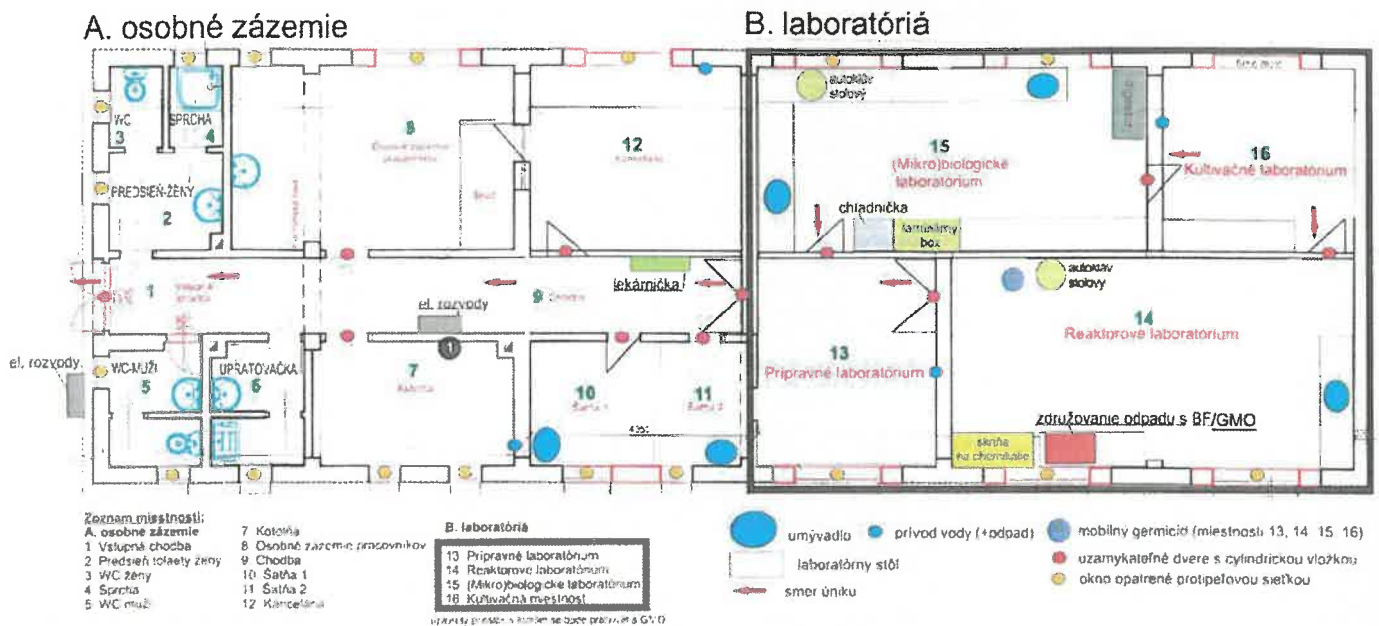 A. osobné zázemie
B. laboratóriá
WC
3
SPRCHA
4
8
12
autokláv
stolový
15
(Mikro)biologické
laboratórium
16
Kultivačné laboratórium
PREDSIEŇ-ŽENY
2
chladnička
laminárny
box
1
lekárnička
9
el. rozvody
1
autokláv
stolový
14
Reaktorové laboratórium
13
Prípravné laboratórium
el. rozvody
WC-MUŽI
5
UPRATOVAČKA
6
7
10
11
združovanie odpadu s BF/GMO
skriňa
na chemikálie
Zoznam miestností:
A. osobné zázemie
1 Vstupná chodba
2 Predsieň toalety ženy
3 WC ženy
4 Sprcha
5 WC muži
7 Kotolňa
8 Osobné zázemie pracovníkov
9 Chodba
10 Šatňa 1
11 Šatňa 2
12 Kancelária
B. laboratóriá
13 Prípravné laboratórium
14 Reaktorové laboratórium
15 (Mikro)biologické laboratórium
16 Kultivačná miestnosť
umývadlo
prívod vody (+odpad)
mobilný germicíd (miestnosti 13, 14 15, 16)
laboratórny stôl
uzamykateľné dvere s cylindrickou vložkou
smer úniku
okno opatrené protipeľovou sieťkou